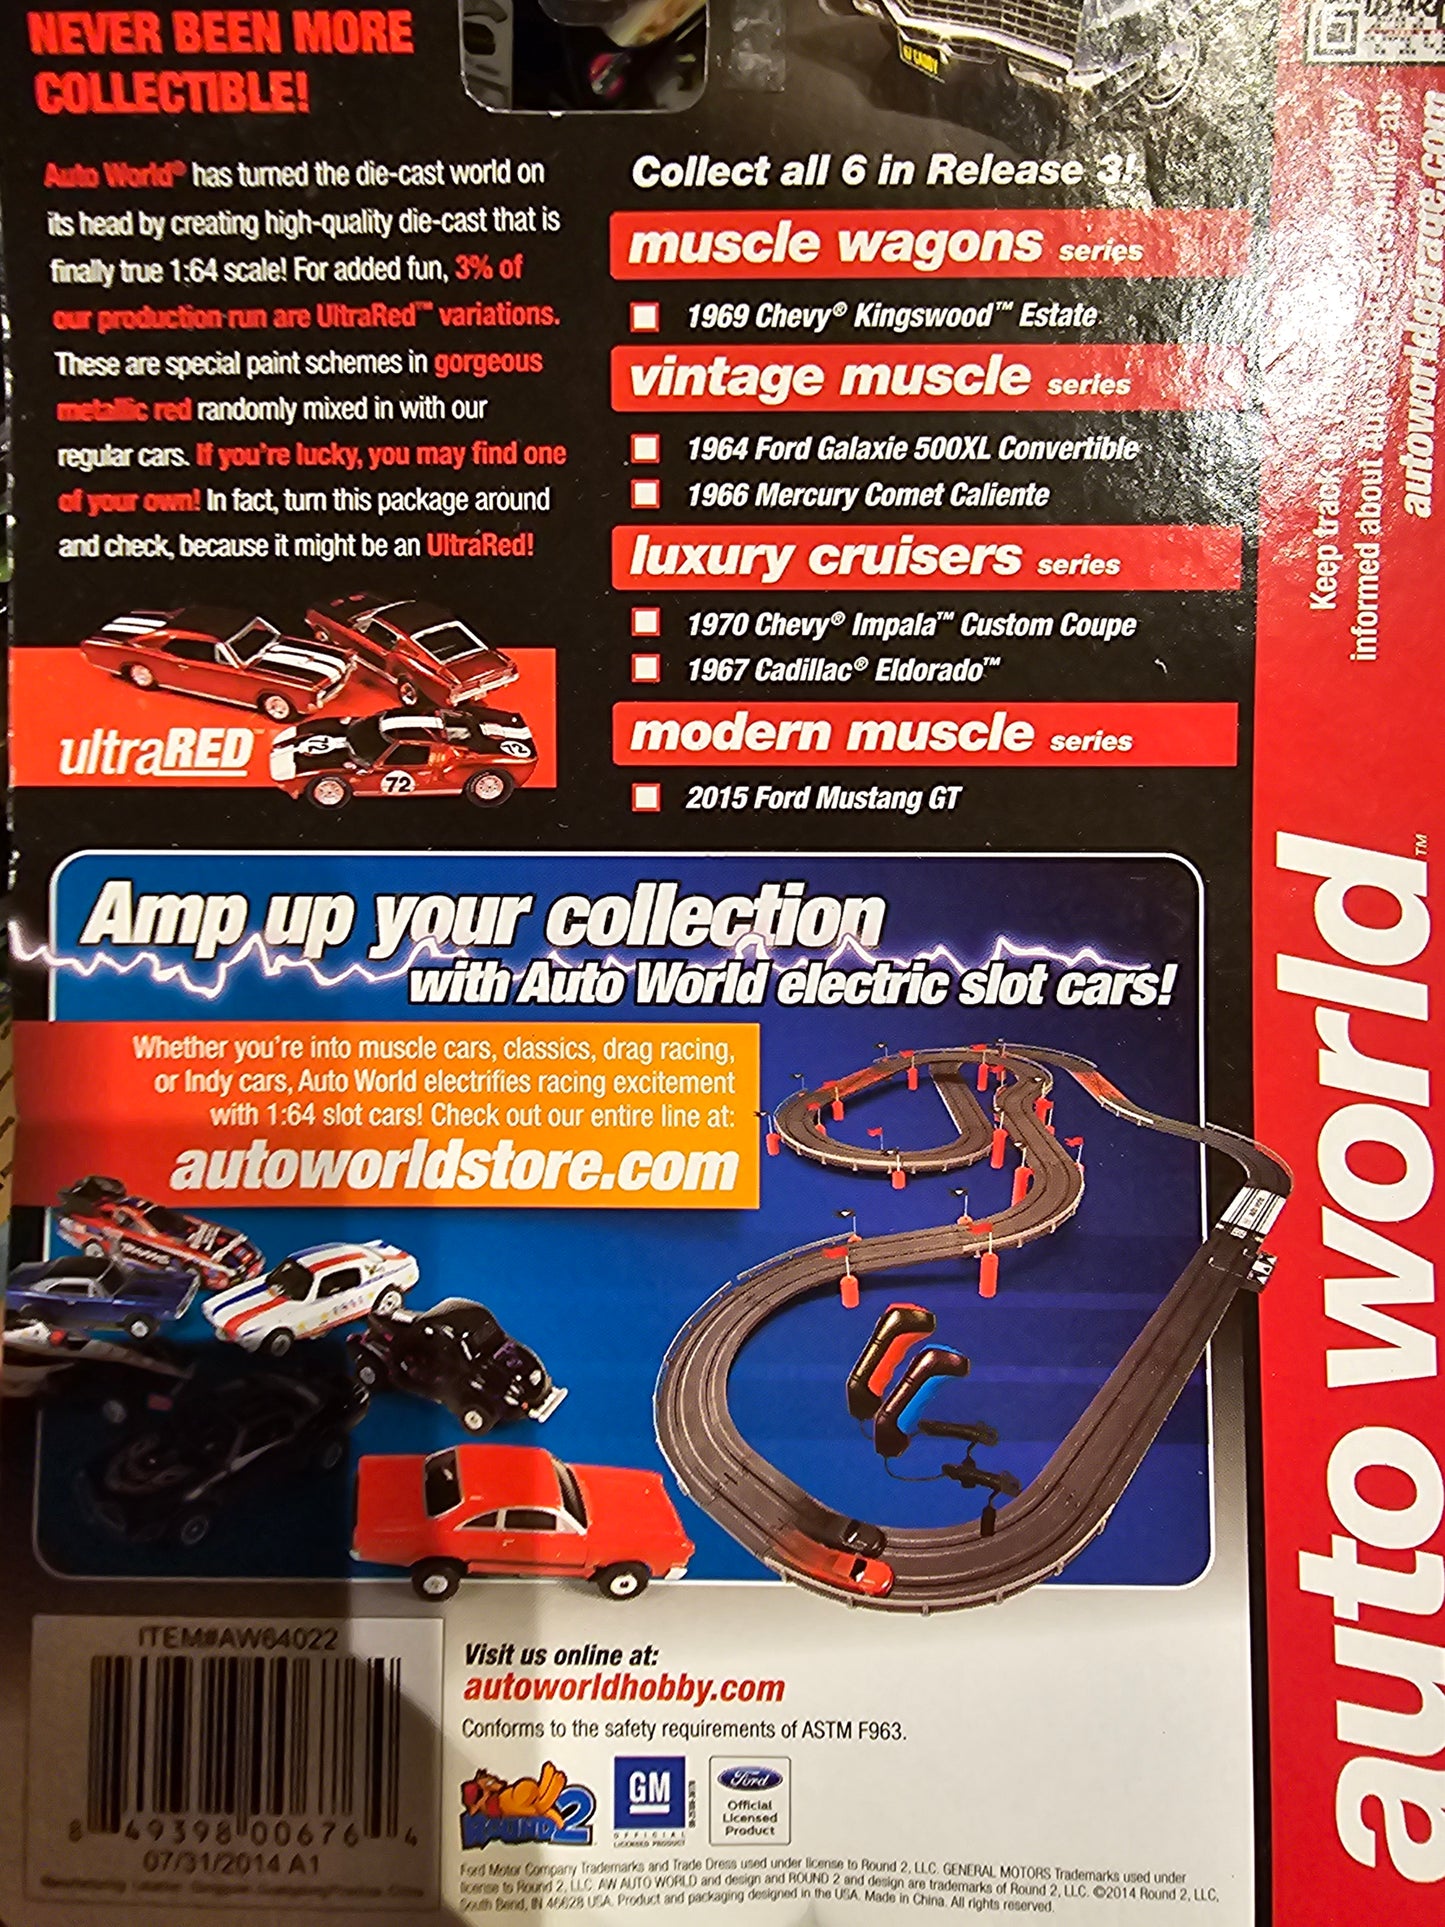 NEVER BEEN MORE
COLLECTIBLE!
67 CADDY
Auto World® has turned the die-cast world on
its head by creating high-quality die-cast that is
finally true 1:64 scale! For added fun, 3% of
our production run are UltraRed™ variations.
These are special paint schemes in gorgeous
metallic red randomly mixed in with our
regular cars. If you're lucky, you may find one
of your own! In fact, turn this package around
and check, because it might be an UltraRed!
ultraRED™
72
72
Collect all 6 in Release 3!
muscle wagons series
1969 Chevy® Kingswood™ Estate
vintage muscle series
1964 Ford Galaxie 500XL Convertible
1966 Mercury Comet Caliente
luxury cruisers series
1970 Chevy® Impala™ Custom Coupe
1967 Cadillac® Eldorado™
modern muscle series
2015 Ford Mustang GT
Amp up your collection
with Auto World electric slot cars!
Whether you're into muscle cars, classics, drag racing,
or Indy cars, Auto World electrifies racing excitement
with 1:64 slot cars! Check out our entire line at:
autoworldstore.com
ITEM#AW64022
8 49398 00676 4
07/31/2014 A1
Visit us online at:
autoworldhobby.com
Conforms to the safety requirements of ASTM F963.
ROUND 2
GM
OFFICIAL
LICENSED PRODUCT
Ford
Official
Licensed
Product
Ford Motor Company Trademarks and Trade Dress used under license to Round 2, LLC. GENERAL MOTORS Trademarks used under
license to Round 2, LLC. AW AUTO WORLD and design and ROUND 2 and design are trademarks of Round 2, LLC. ©2014 Round 2, LLC,
South Bend, IN 46628 USA. Product and packaging designed in the USA. Made in China. All rights reserved.
Keep track
informed about Auto
online at:
autoworldgarage.com
auto world™